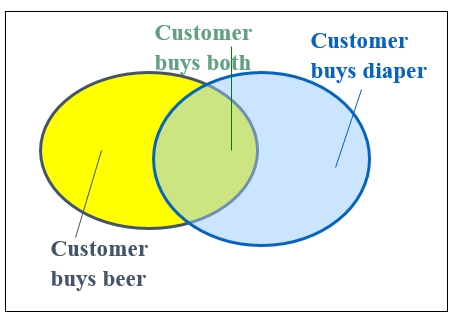 Customer
buys both
Customer
buys diaper
Customer
buys beer